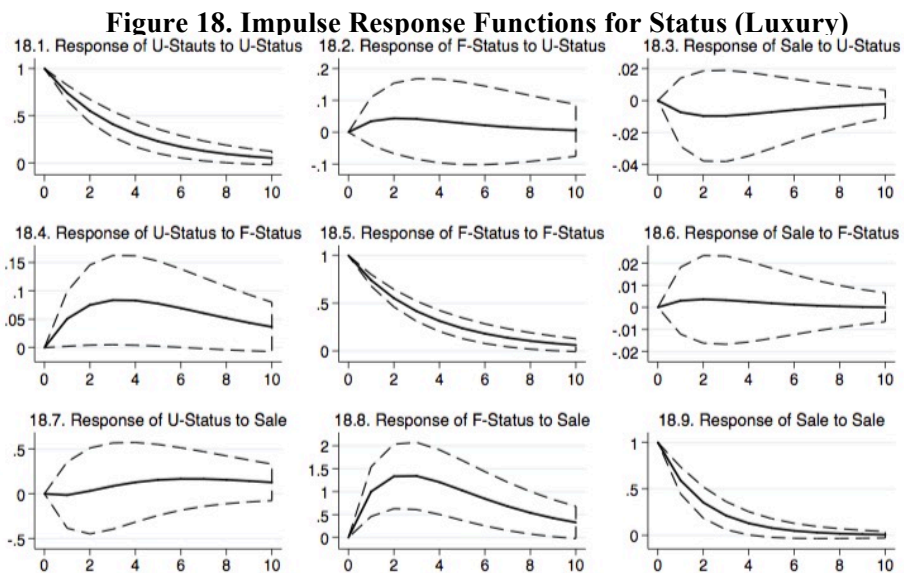 Figure 18. Impulse Response Functions for Status (Luxury)
18.1. Response of U-Stauts to U-Status
1
.5
0
0 2 4 6 8 10
18.2. Response of F-Status to U-Status
.2
.1
0
-.1
0 2 4 6 8 10
18.3. Response of Sale to U-Status
.02
0
-.02
-.04
0 2 4 6 8 10
18.4. Response of U-Status to F-Status
.15
.1
.05
0
0 2 4 6 8 10
18.5. Response of F-Status to F-Status
1
.5
0
0 2 4 6 8 10
18.6. Response of Sale to F-Status
.02
.01
0
-.01
-.02
0 2 4 6 8 10
18.7. Response of U-Status to Sale
.5
0
-.5
0 2 4 6 8 10
18.8. Response of F-Status to Sale
2
1.5
1
.5
0
0 2 4 6 8 10
18.9. Response of Sale to Sale
1
.5
0
0 2 4 6 8 10